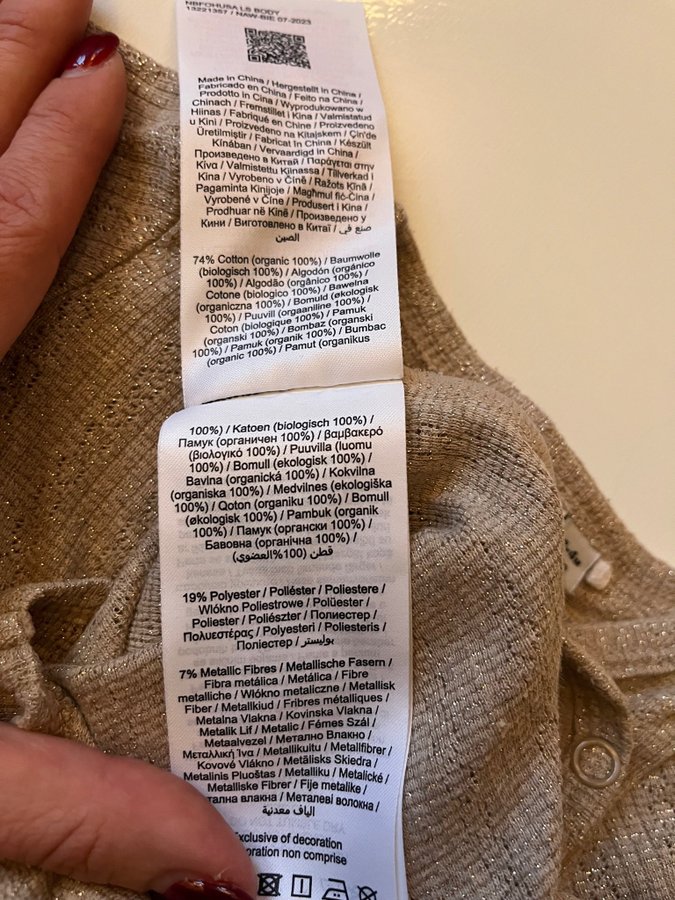 NBFOHUSA LS BODY
13221357 / NAW-BIE 07-2023
Made in China / Hergestellt in China /
Fabricado en China / Feito na China /
Prodotto in Cina / Wyprodukowano w
Chinach / Fremstillet i Kina / Valmistatud
Hiinas / Fabriqué en Chine / Proizvedeno
u Kini / Proizvedeno na Kitajskem / Çin'de
Üretilmiştir / Fabricat în China / Készült
Kínában / Vervaardigd in China /
Произведено в Китай / Παράγεται στην
Κίνα / Valmistettu Kiinassa / Tillverkad i
Kina / Vyrobeno v Číně / Ražots Ķīnā /
Pagaminta Kinijoje / Maghmul fiċ-Ċina /
Vyrobené v Číne / Produsert i Kina /
Prodhuar në Kinë / Произведено у
Кини / Виготовлено в Китаї / صنع في
الصين
74% Cotton (organic 100%) / Baumwolle
(biologisch 100%) / Algodón (orgánico
100%) / Algodão (orgânico 100%) /
Cotone (biologico 100%) / Bawełna
(organiczna 100%) / Bomuld (økologisk
100%) / Puuvill (orgaaniline 100%) /
Coton (biologique 100%) / Pamuk
(organski 100%) / Bombaz (organski
100%) / Pamuk (organik 100%) / Bumbac
(organic 100%) / Pamut (organikus
100%) / Katoen (biologisch 100%) /
Памук (органичен 100%) / βαμβακερό
(βιολογικό 100%) / Puuvilla (luomu
100%) / Bomull (ekologisk 100%) /
Bavlna (organická 100%) / Kokvilna
(organiska 100%) / Medvilnes (ekologiška
100%) / Qoton (organiku 100%) / Bomull
(økologisk 100%) / Pambuk (organik
100%) / Памук (органски 100%) /
Бавовна (органічна 100%) /
قطن (100%العضوي)
19% Polyester / Poliéster / Poliestere /
Włókno Poliestrowe / Polüester /
Poliester / Poliészter / Полиестер /
Πολυεστέρας / Polyesteri / Poliesteris /
Поліестер / بوليستر
7% Metallic Fibres / Metallische Fasern /
Fibra metálica / Metálica / Fibre
metalliche / Włókno metaliczne / Metallisk
Fiber / Metallkiud / Fribres métalliques /
Metalna Vlakna / Kovinska Vlakna /
Metalik Lif / Metalic / Fémes Szál /
Metaalvezel / Метално Влакно /
Μεταλλική Ίνα / Metallikuitu / Metallfibrer /
Kovové Vlákno / Metālisks Šķiedra /
Metalinis Pluoštas / Metalliku / Metalické /
Metalliske Fibrer / Fije metalike /
влакна / Металеві волокна /
ألياف معدنية
Exclusive of decoration
non comprise